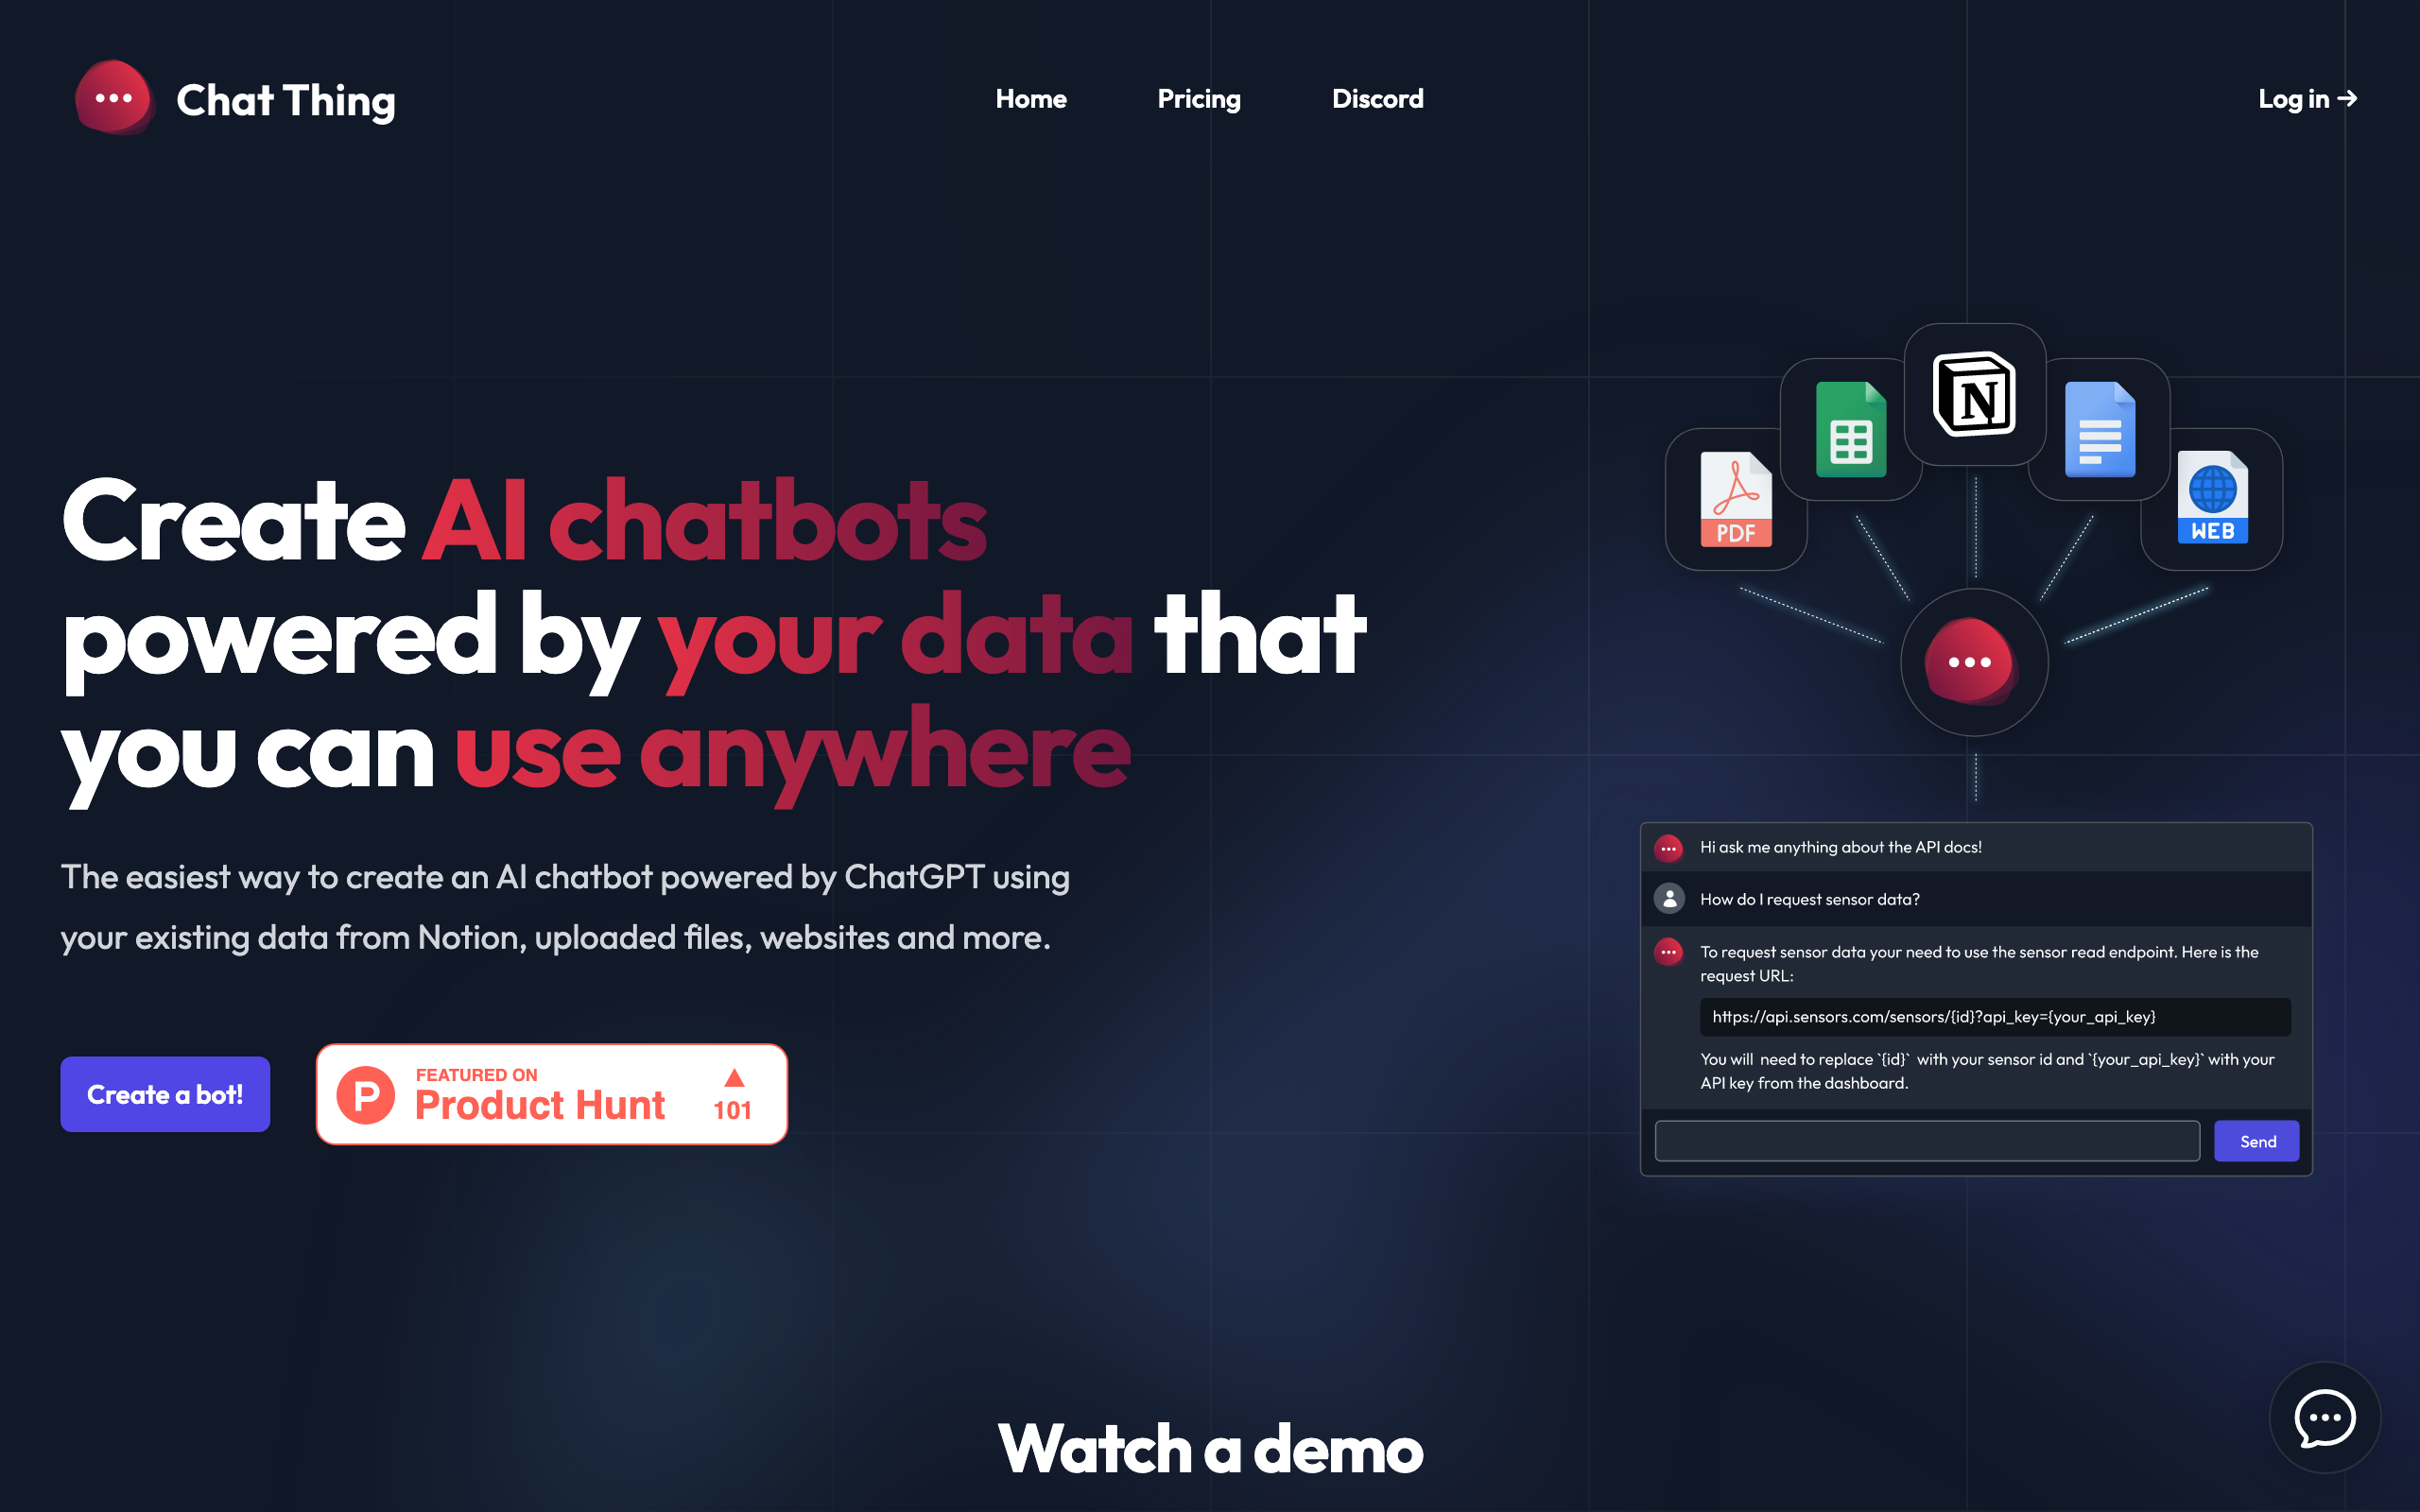 Chat Thing
Home
Pricing
Discord
Log in →
Create AI chatbots
powered by your data that
you can use anywhere
The easiest way to create an AI chatbot powered by ChatGPT using
your existing data from Notion, uploaded files, websites and more.
Create a bot!
P
FEATURED ON
Product Hunt
101
PDF
N
WEB
Hi ask me anything about the API docs!
How do I request sensor data?
To request sensor data your need to use the sensor read endpoint. Here is the
request URL:
https://api.sensors.com/sensors/{id}?api_key={your_api_key}
You will  need to replace `{id}`  with your sensor id and `{your_api_key}` with your
API key from the dashboard.
Send
Watch a demo